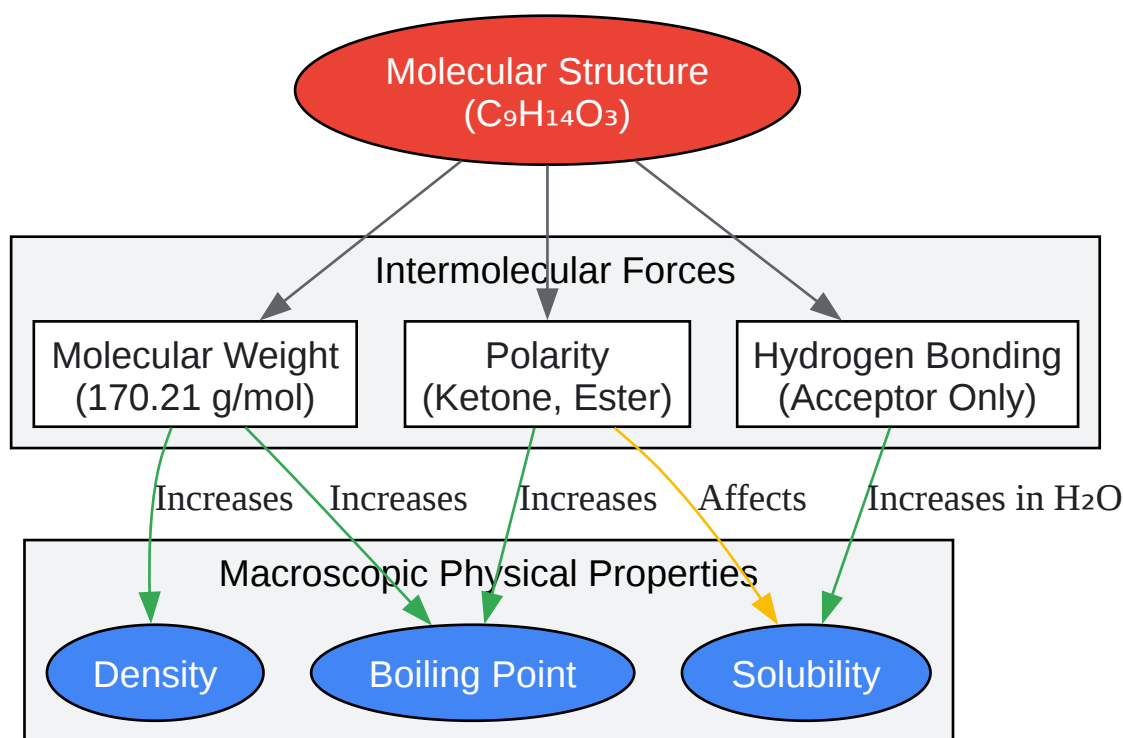 Molecular Structure
(C₉H₁₄O₃)
Intermolecular Forces
Molecular Weight
(170.21 g/mol)
Polarity
(Ketone, Ester)
Hydrogen Bonding
(Acceptor Only)
Increases
Increases
Increases
Affects
Increases in H₂O
Macroscopic Physical Properties
Density
Boiling Point
Solubility